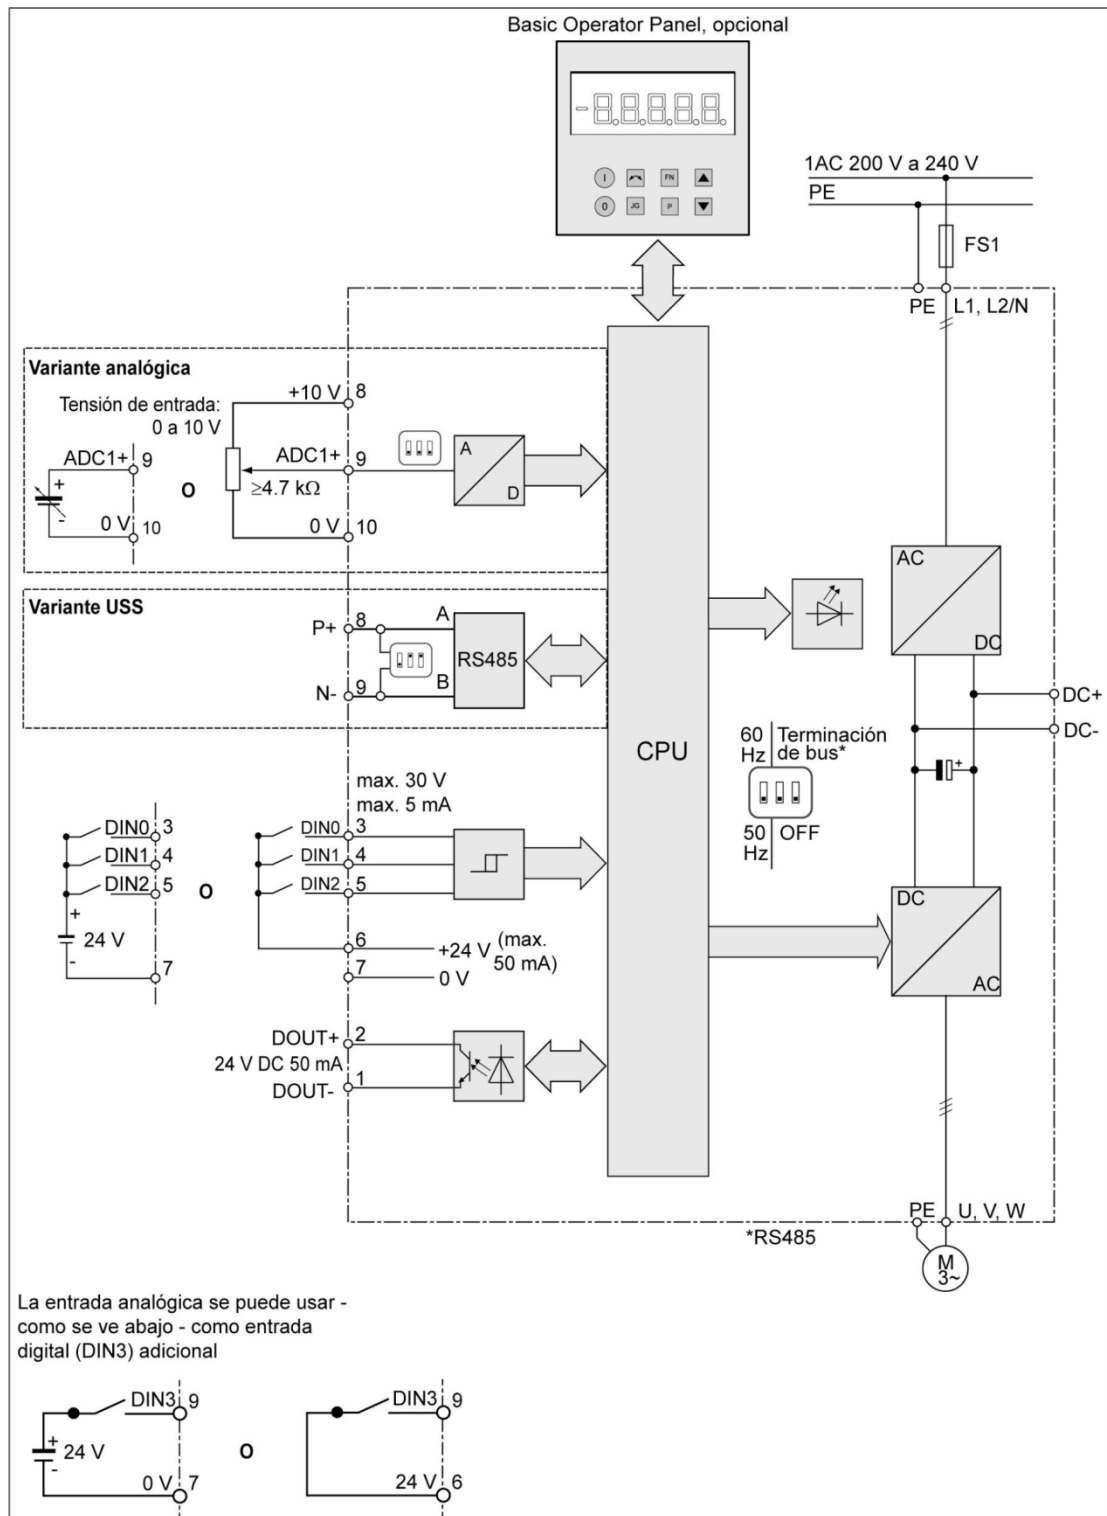 Basic Operator Panel, opcional
-8.8.8.8.8.
I
FN
0
JG
P
1AC 200 V a 240 V
PE
FS1
PE
L1, L2/N
Variante analógica
Tensión de entrada:
0 a 10 V
ADC1+
9
+
-
0 V
10
o
+10 V
8
ADC1+
9
≥4.7 kΩ
0 V
10
A
D
Variante USS
P+
8
A
N-
9
B
RS485
CPU
AC
DC
DC+
DC-
+
60
Hz
Terminación
de bus*
50
Hz
OFF
max. 30 V
max. 5 mA
DIN0
3
DIN1
4
DIN2
5
+
24 V
-
7
o
DIN0
3
DIN1
4
DIN2
5
6
+24 V
(max.
50 mA)
7
0 V
DC
AC
DOUT+
2
24 V DC 50 mA
DOUT-
1
PE
U, V, W
*RS485
M
3~
La entrada analógica se puede usar -
como se ve abajo - como entrada
digital (DIN3) adicional
DIN3
9
+
24 V
-
0 V
7
o
DIN3
9
24 V
6